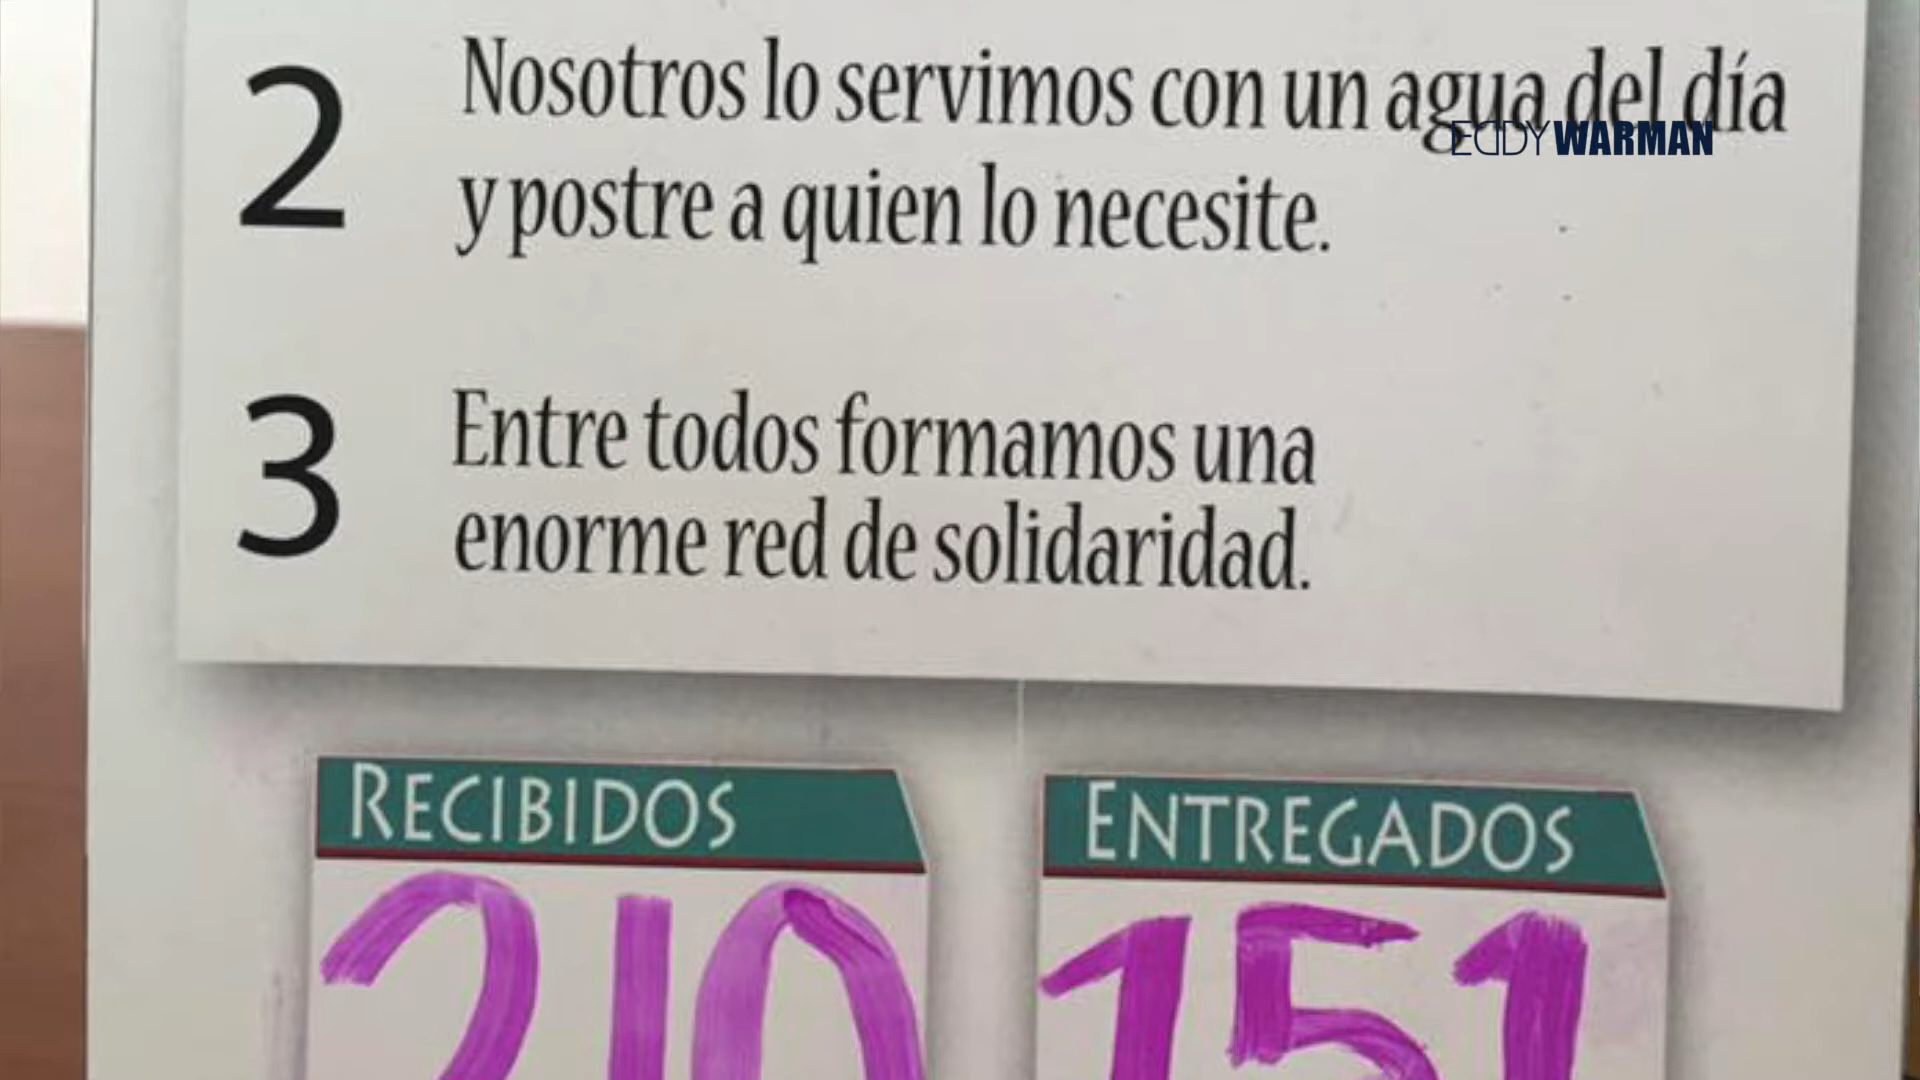 2 Nosotros lo servimos con un agua del día
EDDY WARMAN
y postre a quien lo necesite.
3 Entre todos formamos una
enorme red de solidaridad.
RECIBIDOS ENTREGADOS
210 151